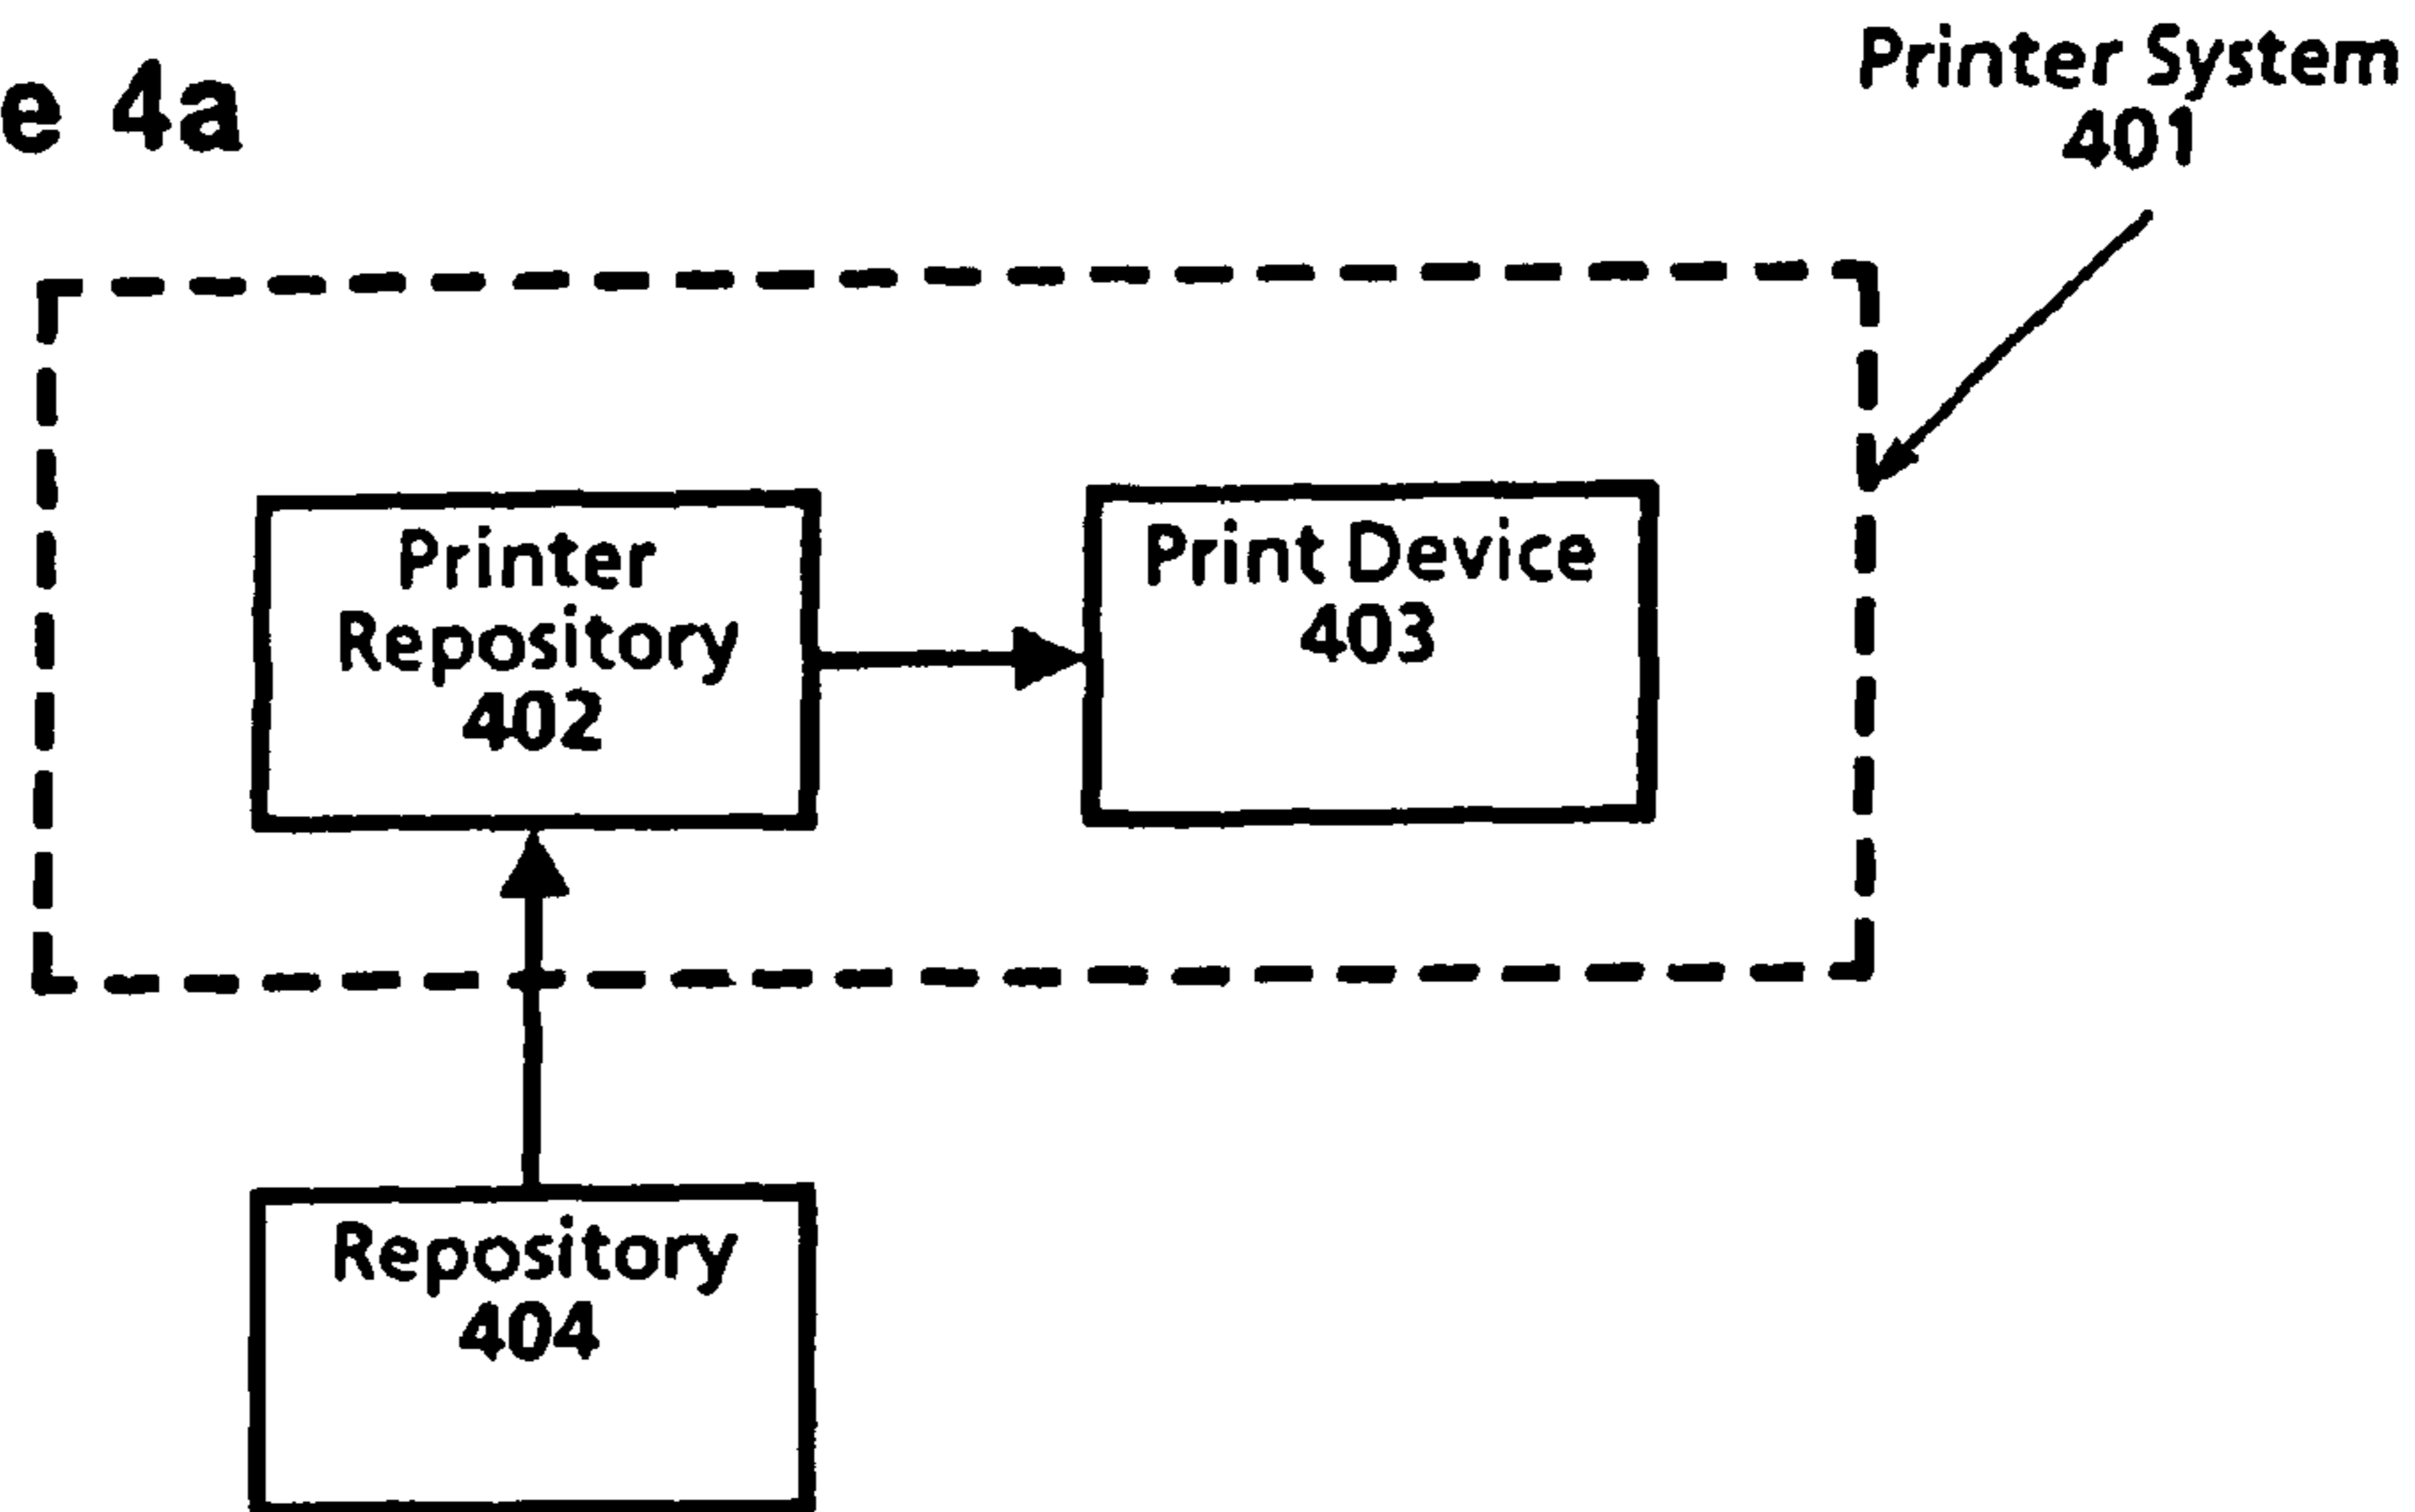 e 4a
Printer System
401
Printer
Repository
402
Print Device
403
Repository
404